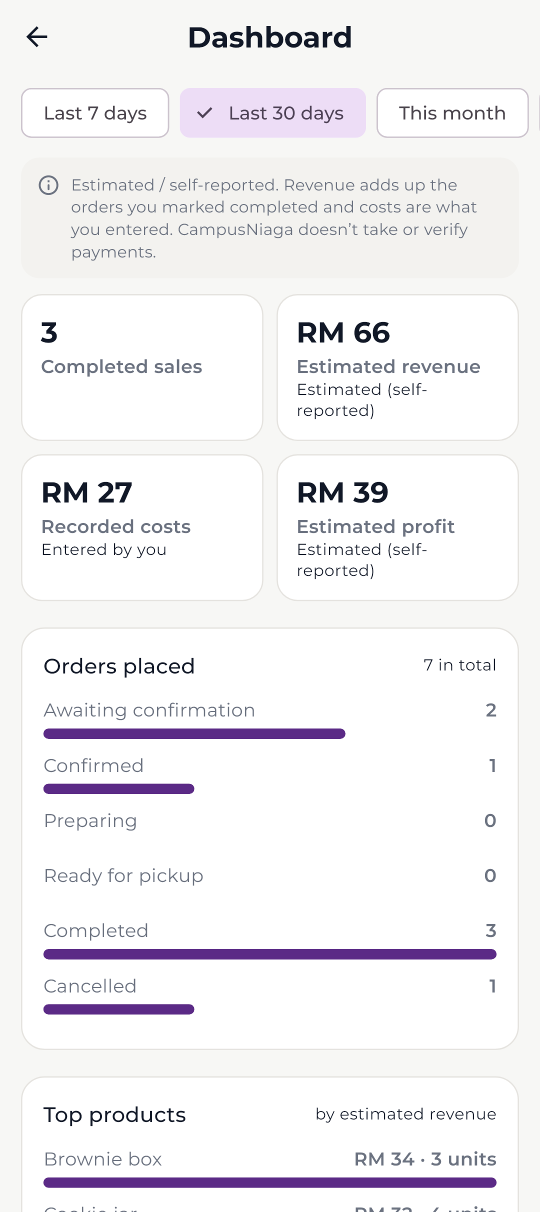 Dashboard
Last 7 days
Last 30 days
This month
Estimated / self-reported. Revenue adds up the
orders you marked completed and costs are what
you entered. CampusNiaga doesn’t take or verify
payments.
3
Completed sales
RM 66
Estimated revenue
Estimated (self-
reported)
RM 27
Recorded costs
Entered by you
RM 39
Estimated profit
Estimated (self-
reported)
Orders placed 7 in total
Awaiting confirmation 2
Confirmed 1
Preparing 0
Ready for pickup 0
Completed 3
Cancelled 1
Top products by estimated revenue
Brownie box RM 34 · 3 units